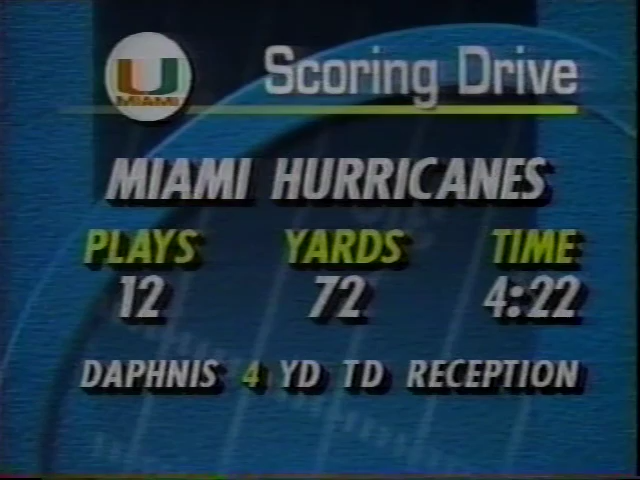 Scoring Drive
U
MIAMI
MIAMI HURRICANES
PLAYS YARDS TIME
12 72 4:22
DAPHNIS 4 YD TD RECEPTION